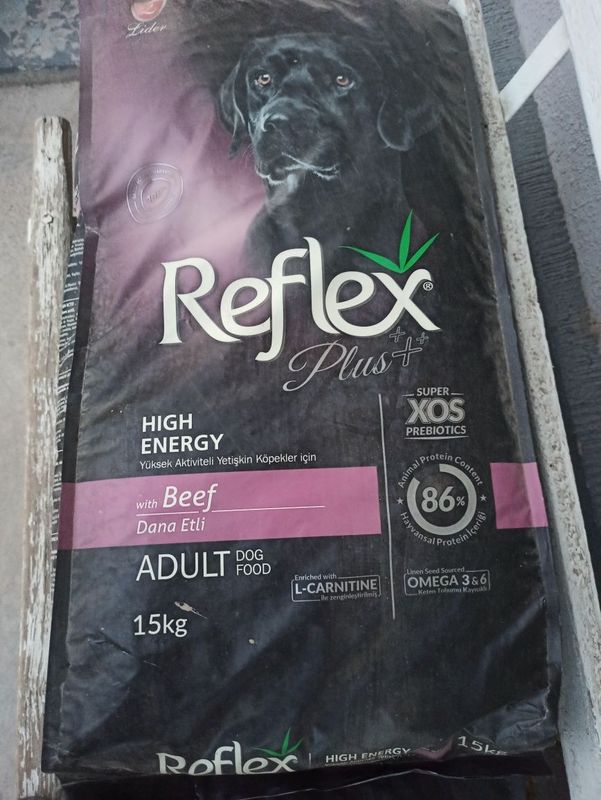 Lider
Reflex®
Plus+++
HIGH
ENERGY
Yüksek Aktiviteli Yetişkin Köpekler için
with Beef
Dana Etli
ADULT DOG
FOOD
Enriched with
L-CARNITINE
ile zenginleştirilmiş
15kg
SUPER
XOS
PREBIOTICS
Animal Protein Content
86%
Hayvansal Protein İçeriği
Linen Seed Sourced
OMEGA 3&6
Keten Tohumu Kaynaklı
Reflex
HIGH ENERGY
15kg